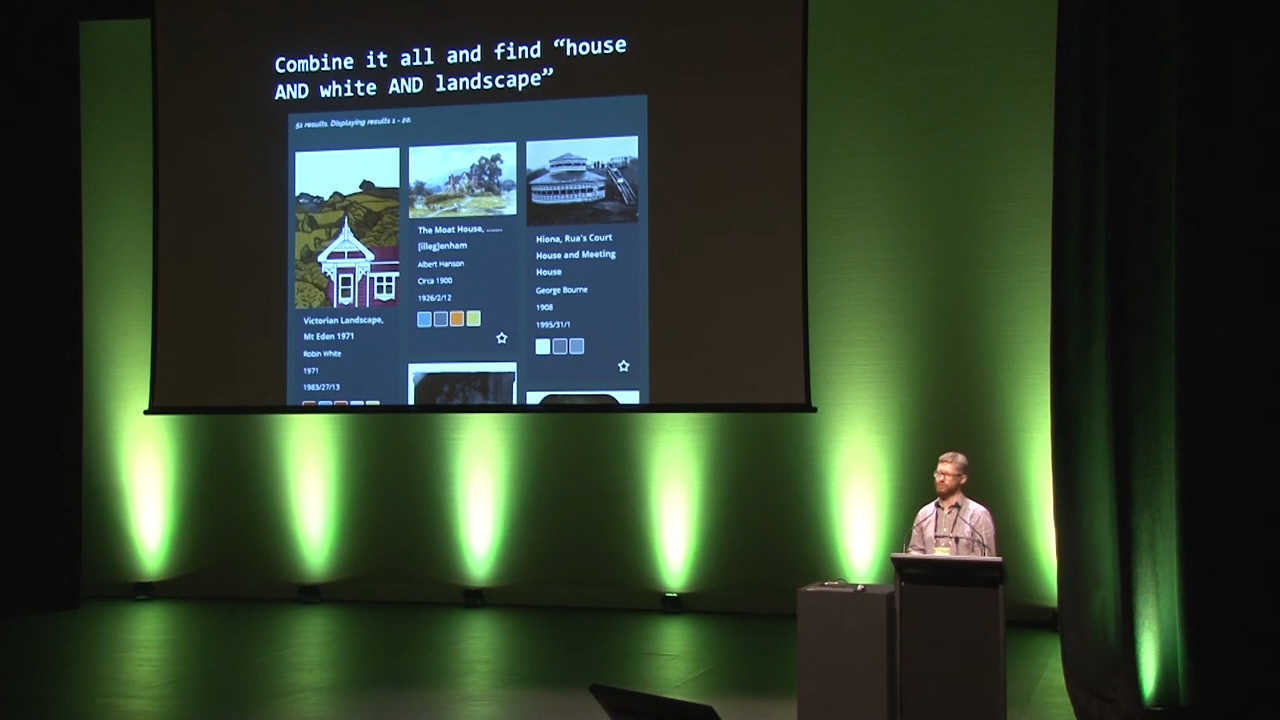 Combine it all and find “house
AND white AND landscape”
51 results. Displaying results 1 - 20.
Victorian Landscape,
Mt Eden 1971
Robin White
1971
1983/27/13
The Moat House, ......
[illeg]enham
Albert Hanson
Circa 1900
1926/2/12
Hiona, Rua's Court
House and Meeting
House
George Bourne
1908
1995/31/1